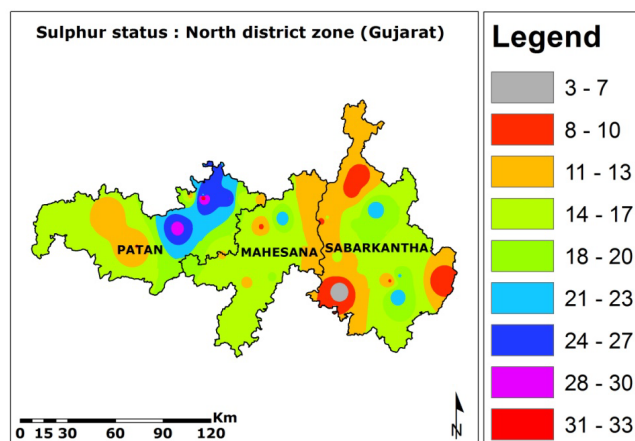 Sulphur status : North district zone (Gujarat)
PATAN
MAHESANA
SABARKANTHA
Km
0 15 30 60 90 120
N
Legend
3 - 7
8 - 10
11 - 13
14 - 17
18 - 20
21 - 23
24 - 27
28 - 30
31 - 33